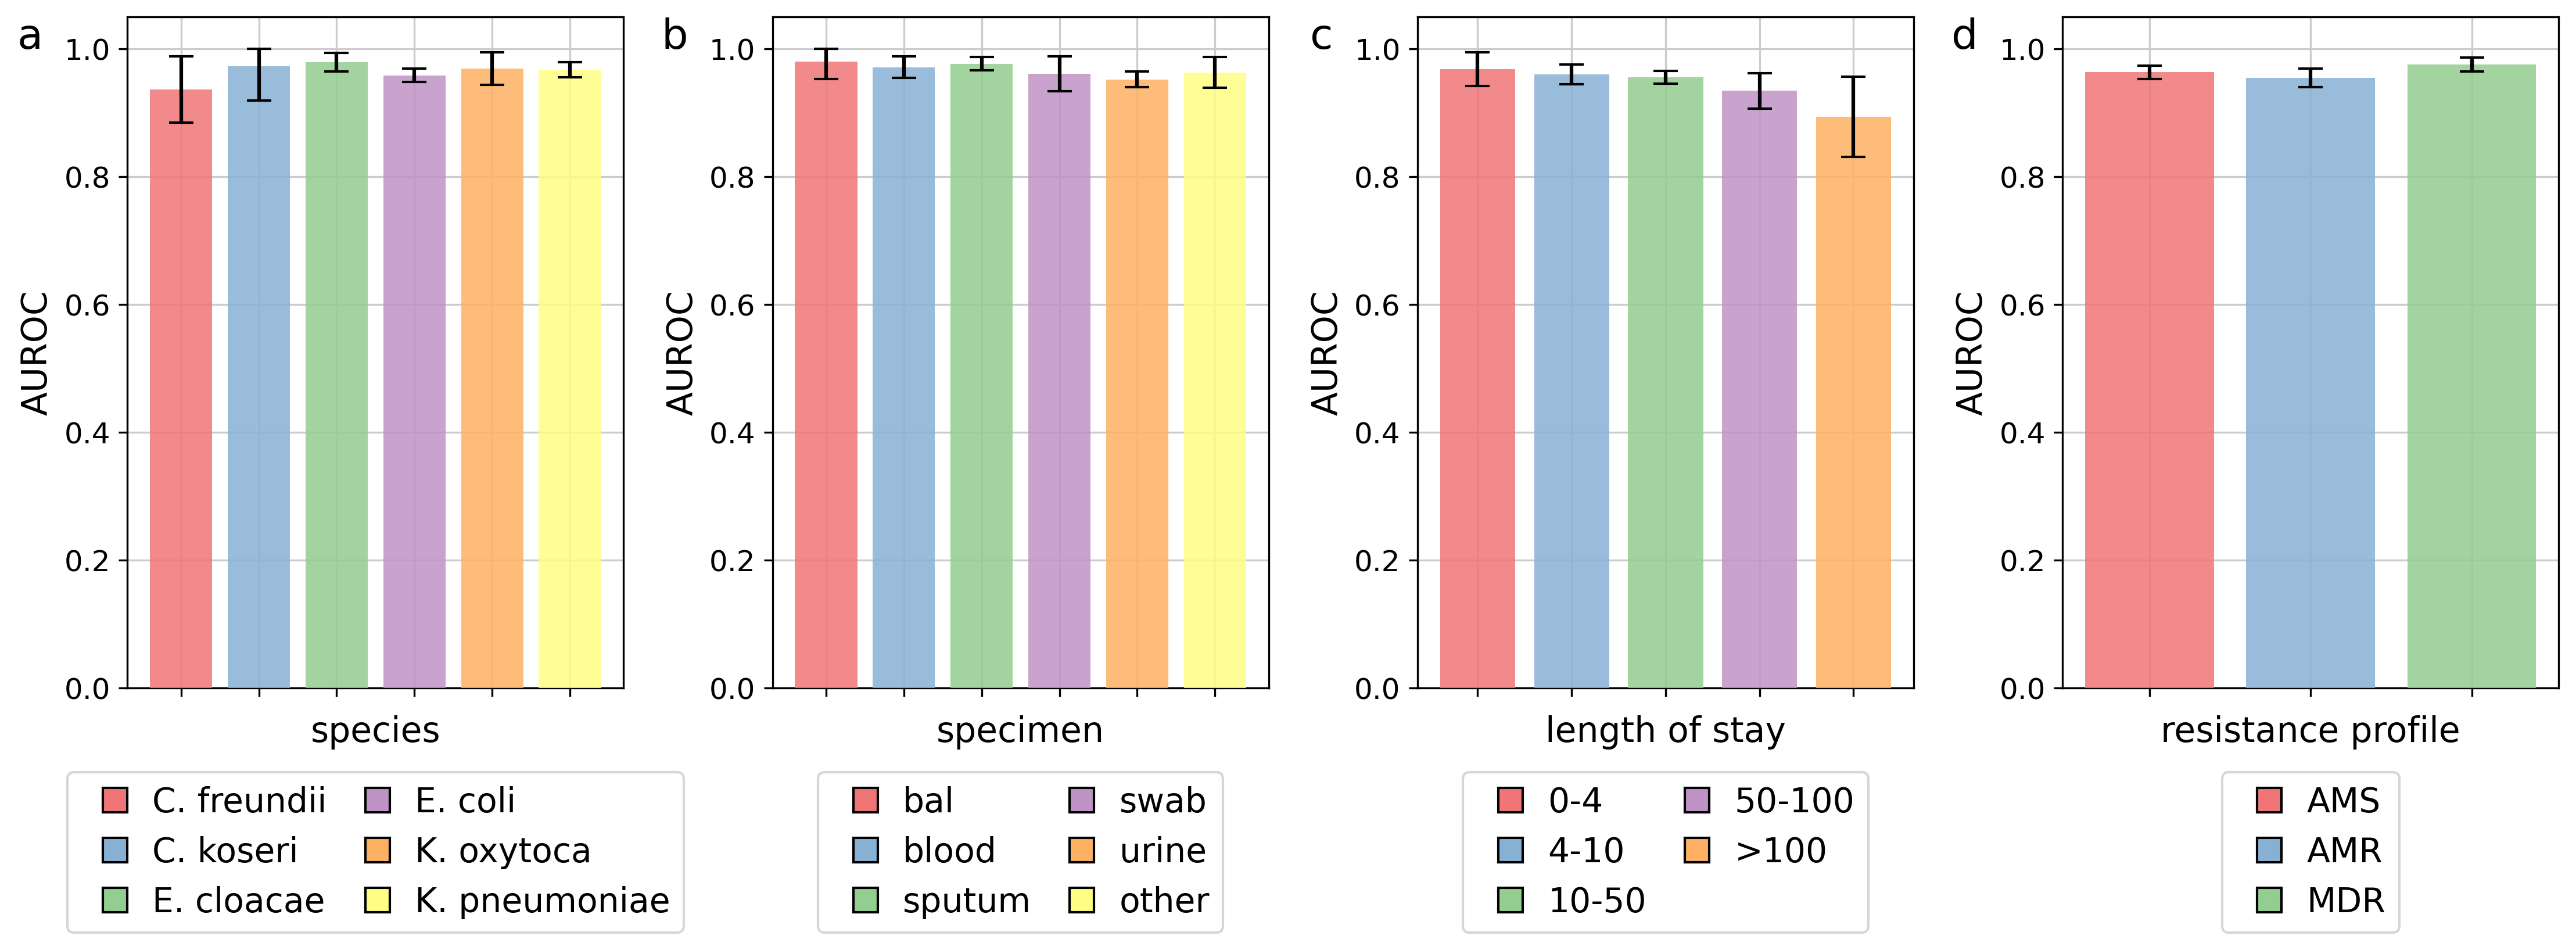 a
AUROC
1.0
0.8
0.6
0.4
0.2
0.0
species
C. freundii
C. koseri
E. cloacae
E. coli
K. oxytoca
K. pneumoniae
b
AUROC
1.0
0.8
0.6
0.4
0.2
0.0
specimen
bal
blood
sputum
swab
urine
other
c
AUROC
1.0
0.8
0.6
0.4
0.2
0.0
length of stay
0-4
4-10
10-50
50-100
>100
d
AUROC
1.0
0.8
0.6
0.4
0.2
0.0
resistance profile
AMS
AMR
MDR